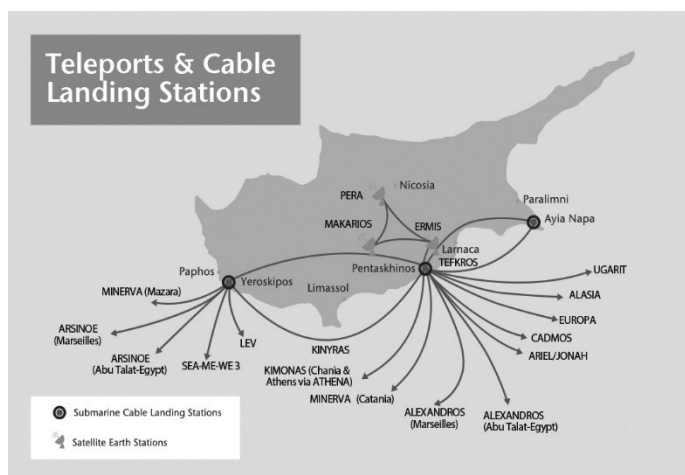 Teleports & Cable
Landing Stations
PERA
Nicosia
Paralimni
MAKARIOS
ERMIS
Ayia Napa
Larnaca
TEFKROS
Pentaskhinos
Paphos
Yeroskipos
Limassol
UGARIT
MINERVA (Mazara)
ALASIA
EUROPA
ARSINOE
(Marseilles)
CADMOS
LEV
KINYRAS
ARSINOE
(Abu Talat-Egypt)
ARIEL/JONAH
SEA-ME-WE 3
KIMONAS (Chania &
Athens via ATHENA)
MINERVA (Catania)
ALEXANDROS
(Marseilles)
ALEXANDROS
(Abu Talat-Egypt)
Submarine Cable Landing Stations
Satellite Earth Stations